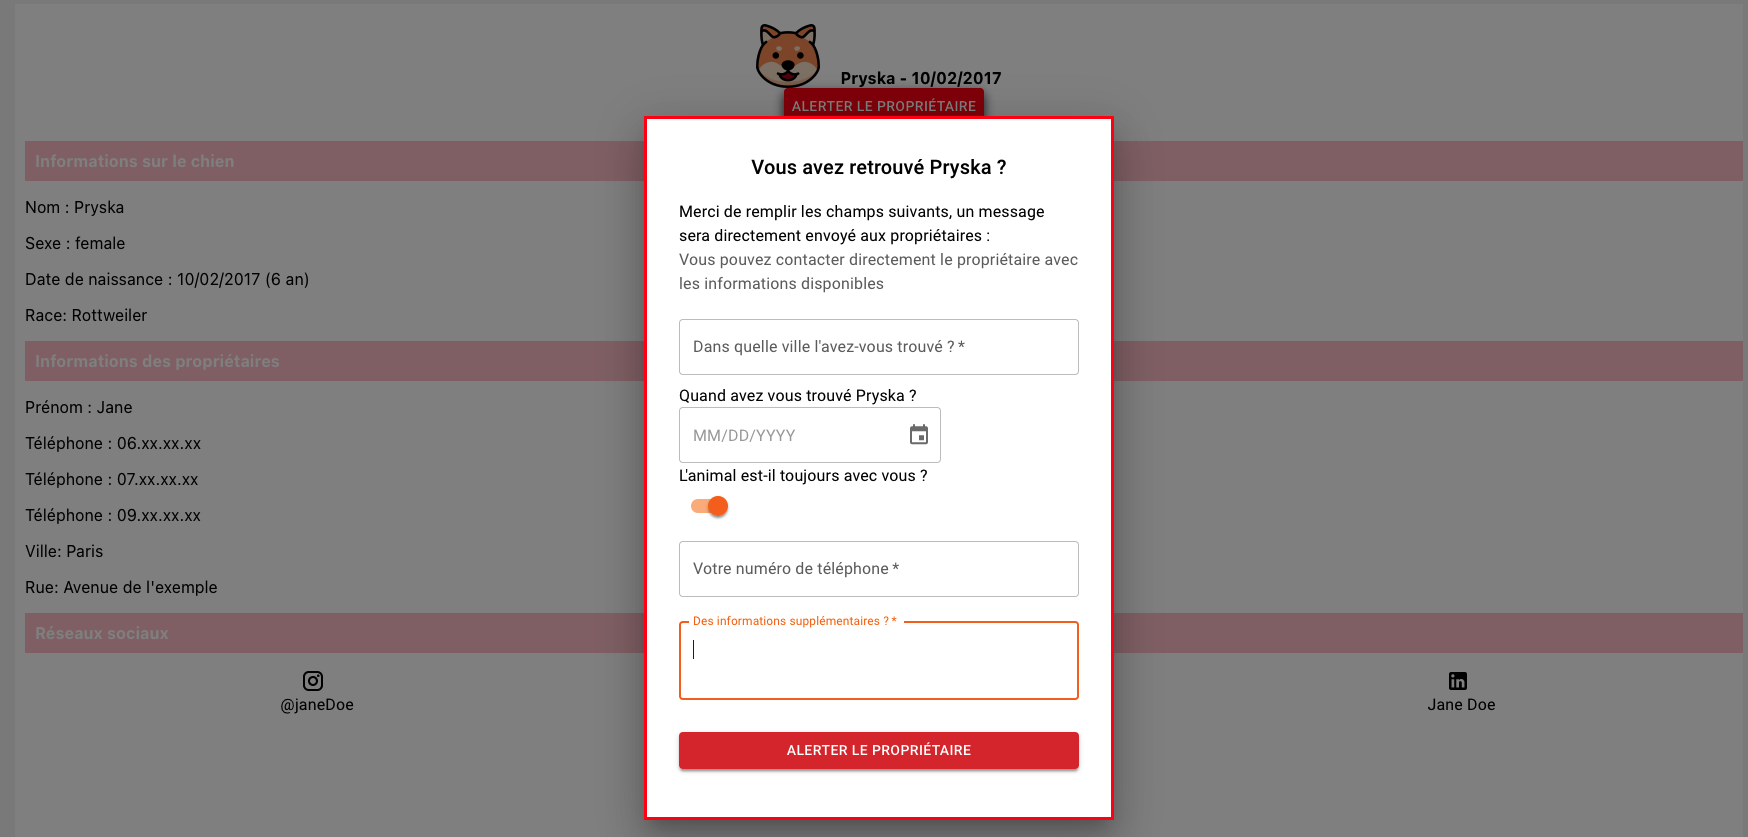 Pryska - 10/02/2017
ALERTER LE PROPRIÉTAIRE
Informations sur le chien
Nom : Pryska
Sexe : female
Date de naissance : 10/02/2017 (6 an)
Race: Rottweiler
Informations des propriétaires
Prénom : Jane
Téléphone : 06.xx.xx.xx
Téléphone : 07.xx.xx.xx
Téléphone : 09.xx.xx.xx
Ville: Paris
Rue: Avenue de l'exemple
Réseaux sociaux
@janeDoe
Jane Doe
Vous avez retrouvé Pryska ?
Merci de remplir les champs suivants, un message
sera directement envoyé aux propriétaires :
Vous pouvez contacter directement le propriétaire avec
les informations disponibles
Dans quelle ville l'avez-vous trouvé ? *
Quand avez vous trouvé Pryska ?
MM/DD/YYYY
L'animal est-il toujours avec vous ?
Votre numéro de téléphone *
Des informations supplémentaires ? *
ALERTER LE PROPRIÉTAIRE